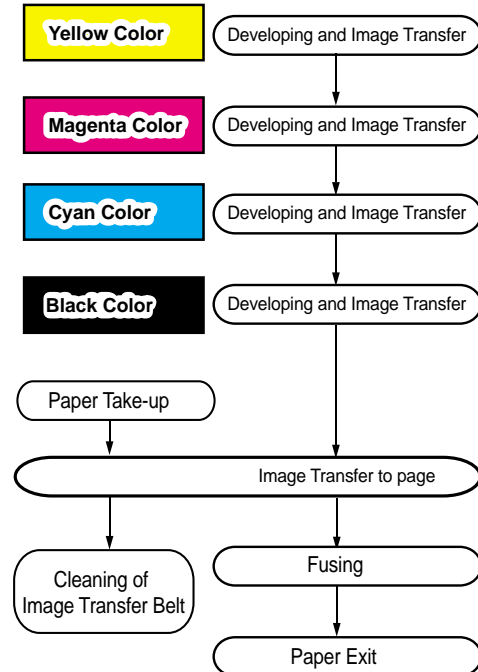 Yellow Color
Developing and Image Transfer
Magenta Color
Developing and Image Transfer
Cyan Color
Developing and Image Transfer
Black Color
Developing and Image Transfer
Paper Take-up
Image Transfer to page
Cleaning of
Image Transfer Belt
Fusing
Paper Exit